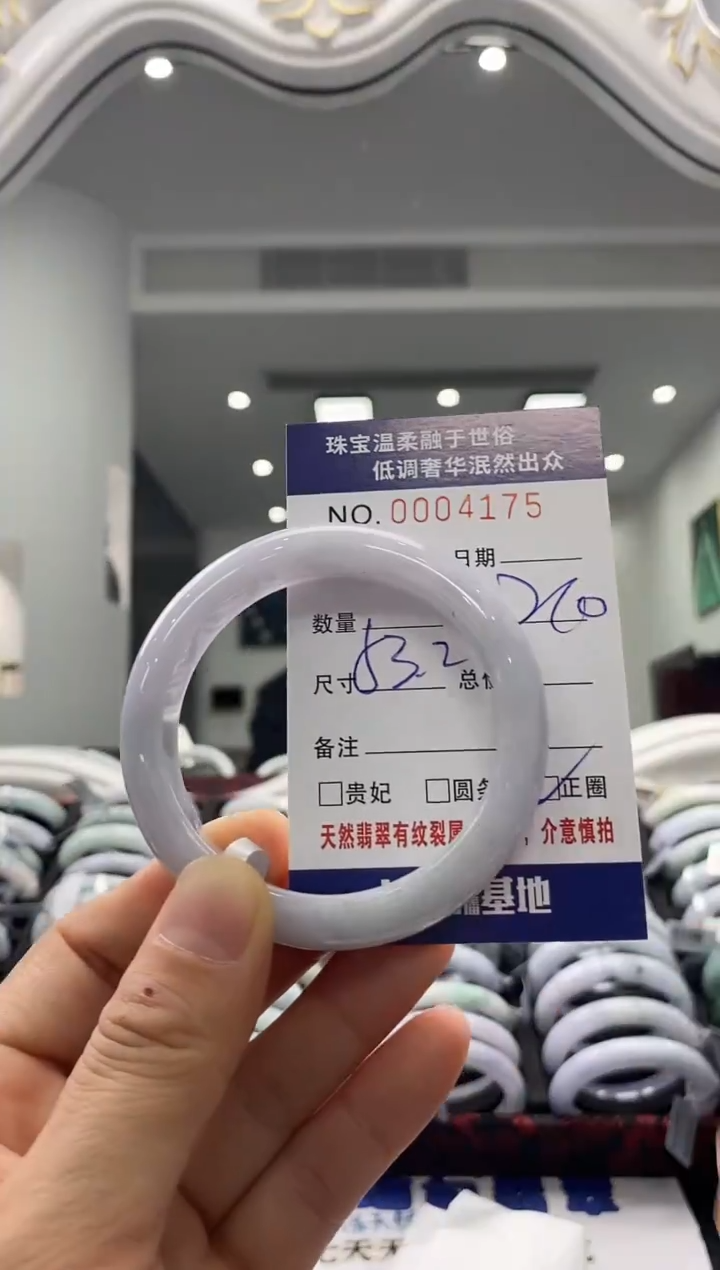 珠宝温柔融于世俗
低调奢华泯然出众
NO.0004175
日期
260
数量
53.2
尺寸 总
备注
贵妃 圆 正圈
天然翡翠有纹裂 ，介意慎拍
基地